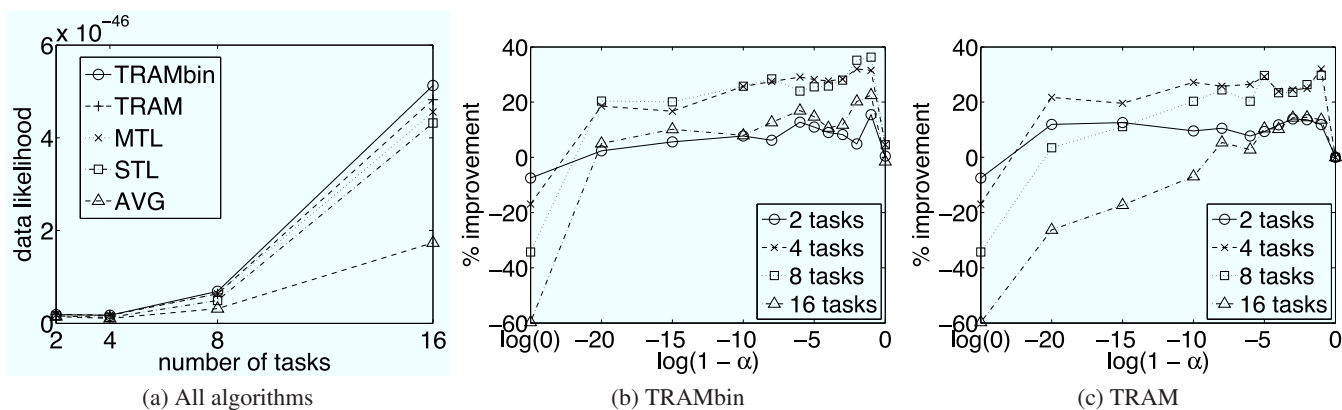 × 10⁻⁴⁶
6
4
2
0
data likelihood
TRAMbin
TRAM
MTL
STL
AVG
2 4 8 16
number of tasks
(a) All algorithms
40
20
0
−20
−40
−60
% improvement
2 tasks
4 tasks
8 tasks
16 tasks
log(0) −20 −15 −10 −5 0
log(1 − α)
(b) TRAMbin
40
20
0
−20
−40
−60
% improvement
2 tasks
4 tasks
8 tasks
16 tasks
log(0) −20 −15 −10 −5 0
log(1 − α)
(c) TRAM